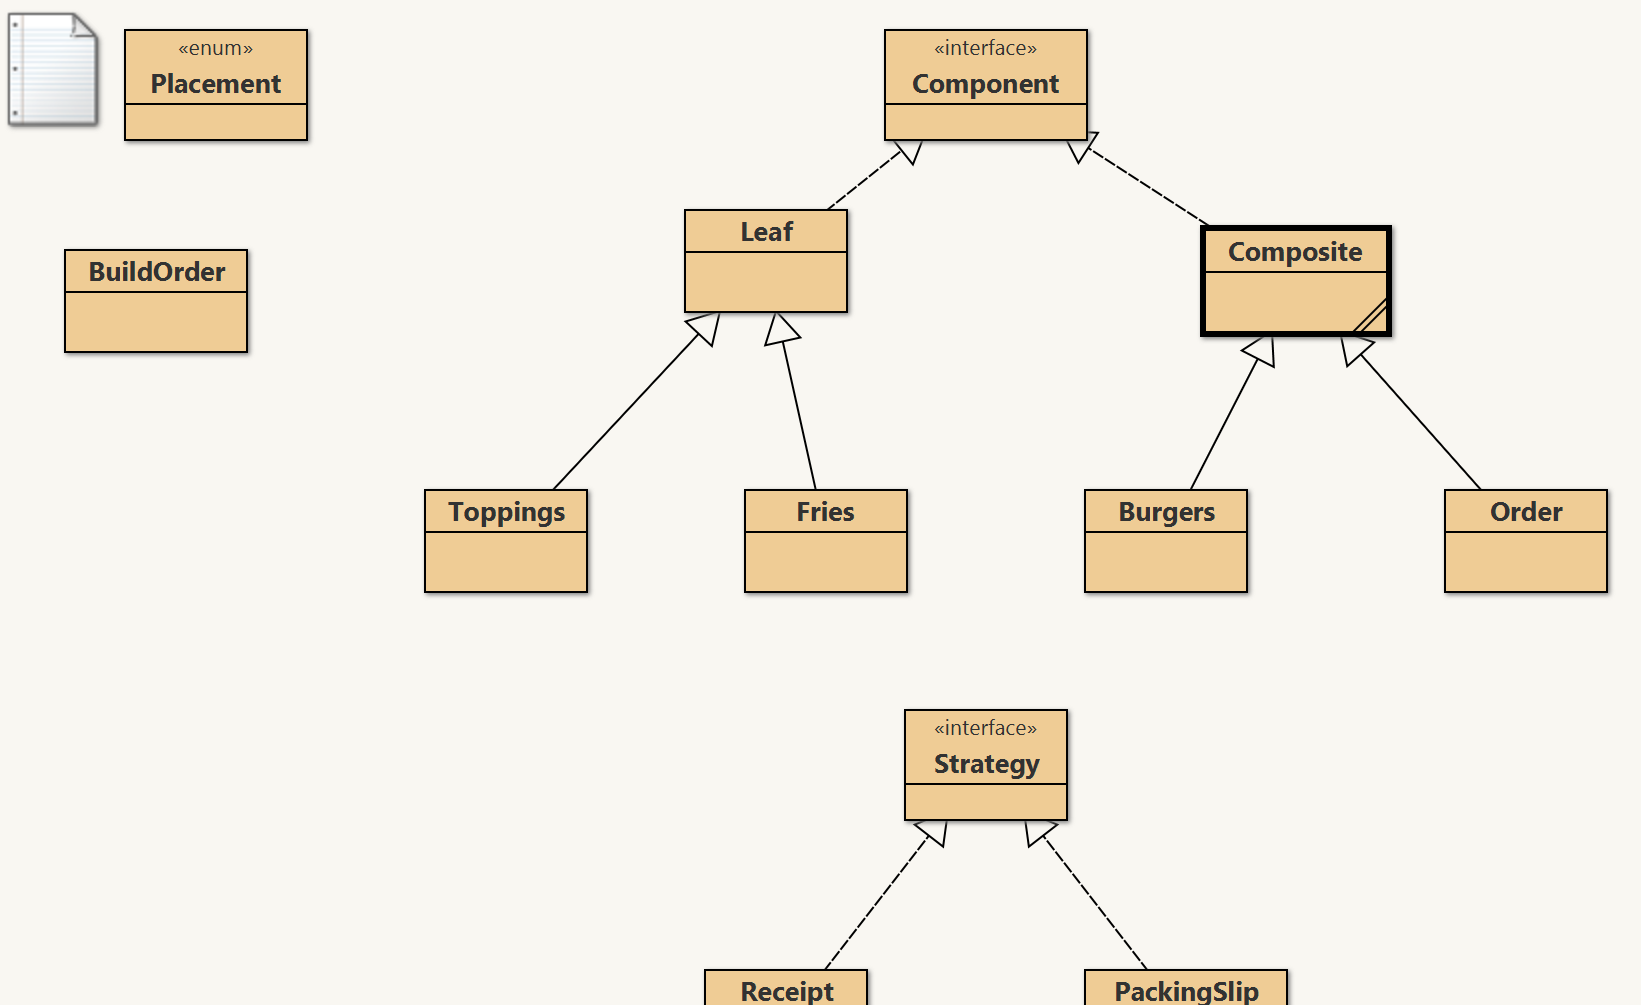 «enum»
Placement
«interface»
Component
Leaf
Composite
BuildOrder
Toppings
Fries
Burgers
Order
«interface»
Strategy
Receipt
PackingSlip